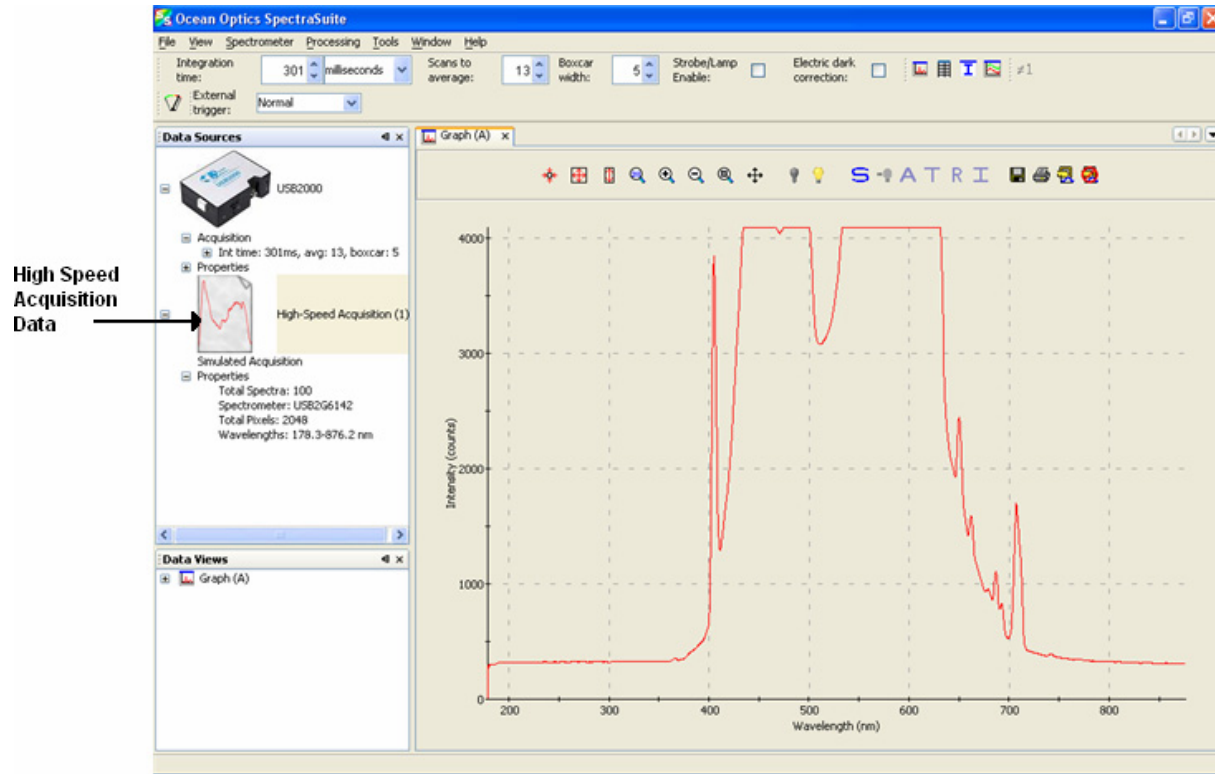 Ocean Optics SpectraSuite
File View Spectrometer Processing Tools Window Help
Integration time: 301 milliseconds Scans to average: 13 Boxcar width: 5 Strobe/Lamp Enable: Electric dark correction: ≠1
External trigger: Normal
Data Sources
Graph (A)
USB2000
S A T R I
Acquisition
Int time: 301ms, avg: 13, boxcar: 5
Properties
High Speed
Acquisition
Data
High-Speed Acquisition (1)
Simulated Acquisition
Properties
Total Spectra: 100
Spectrometer: USB2G6142
Total Pixels: 2048
Wavelengths: 178.3-876.2 nm
Data Views
Graph (A)
Intensity (counts)
4000
3000
2000
1000
0
200 300 400 500 600 700 800
Wavelength (nm)